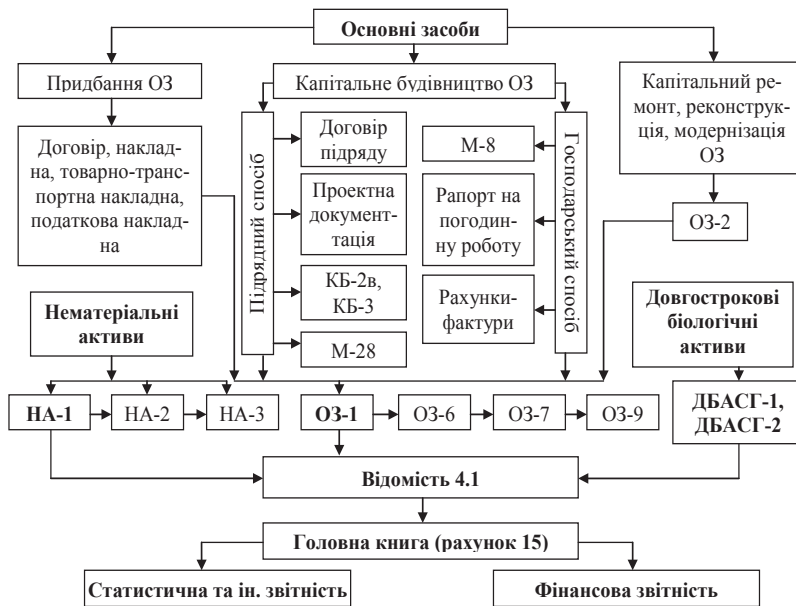 Основні засоби
Придбання ОЗ
Капітальне будівництво ОЗ
Капітальний ре-
монт, реконструк-
ція, модернізація
ОЗ
Договір, наклад-
на, товарно-транс-
портна накладна,
податкова наклад-
на
Підрядний спосіб
Договір
підряду
Проектна
документ-
тація
КБ-2в,
КБ-3
М-28
М-8
Рапорт на
погодин-
ну роботу
Рахунки-
фактури
Господарський спосіб
ОЗ-2
Нематеріальні
активи
Довгострокові
біологічні
активи
НА-1
НА-2
НА-3
ОЗ-1
ОЗ-6
ОЗ-7
ОЗ-9
ДБАСГ-1,
ДБАСГ-2
Відомість 4.1
Головна книга (рахунок 15)
Статистична та ін. звітність
Фінансова звітність